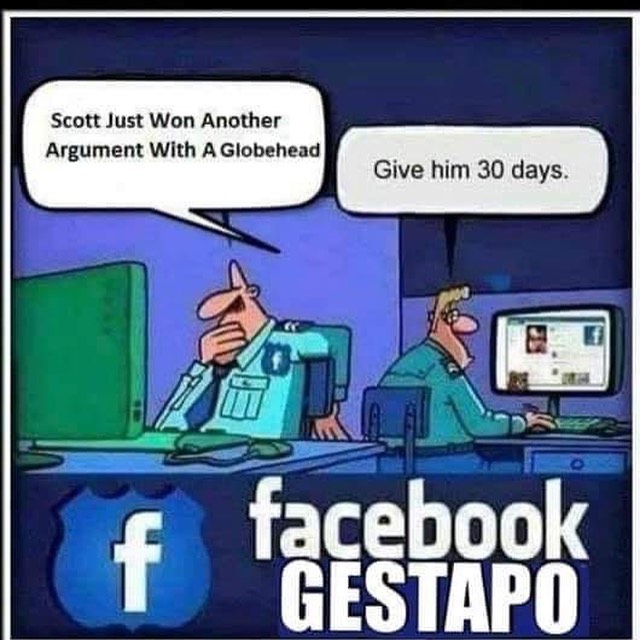 Scott Just Won Another
Argument With A Globehead
Give him 30 days.
f
f
f
facebook
GESTAPO